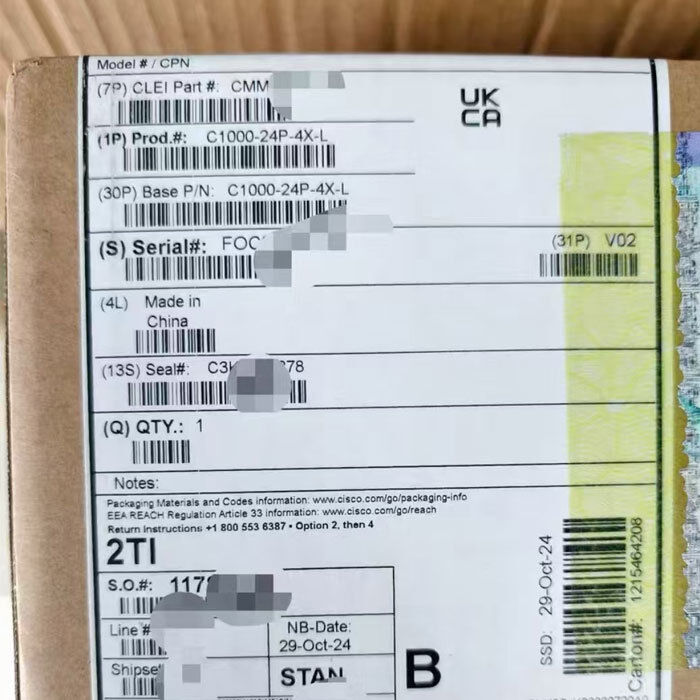 Model # / CPN
(7P) CLEI Part #: CMM
UK
CA
(1P) Prod.#: C1000-24P-4X-L
(30P) Base P/N: C1000-24P-4X-L
(S) Serial#: FOC
(31P) V02
(4L) Made in
China
(13S) Seal#: C3 78
(Q) QTY.: 1
Notes:
Packaging Materials and Codes information: www.cisco.com/go/packaging-info
EEA REACH Regulation Article 33 information: www.cisco.com/go/reach
Return Instructions +1 800 553 6387 • Option 2, then 4
2TI
S.O.#: 117
Line #
NB-Date:
29-Oct-24
Shipset
STAN
B
SSD: 29-Oct-24
Carton#: 1215464208